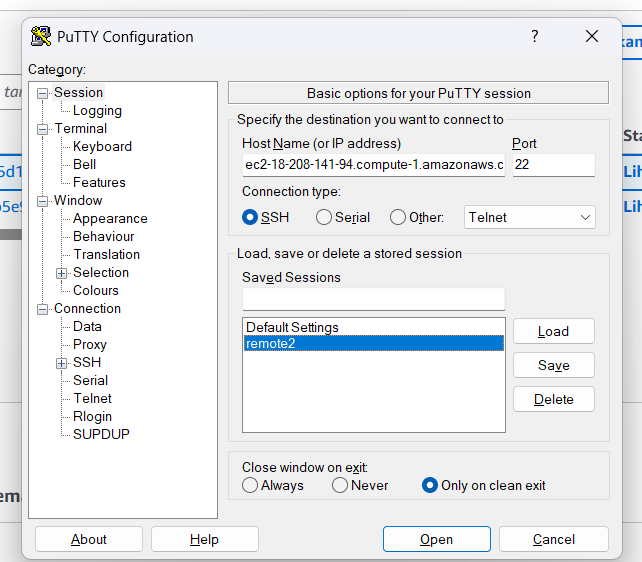 PuTTY Configuration
Category:
Session
Logging
Terminal
Keyboard
Bell
Features
Window
Appearance
Behaviour
Translation
Selection
Colours
Connection
Data
Proxy
SSH
Serial
Telnet
Rlogin
SUPDUP
Basic options for your PuTTY session
Specify the destination you want to connect to
Host Name (or IP address) Port
ec2-18-208-141-94.compute-1.amazonaws.c 22
Connection type:
SSH Serial Other: Telnet
Load, save or delete a stored session
Saved Sessions
Default Settings
remote2
Load
Save
Delete
Close window on exit:
Always Never Only on clean exit
About Help Open Cancel